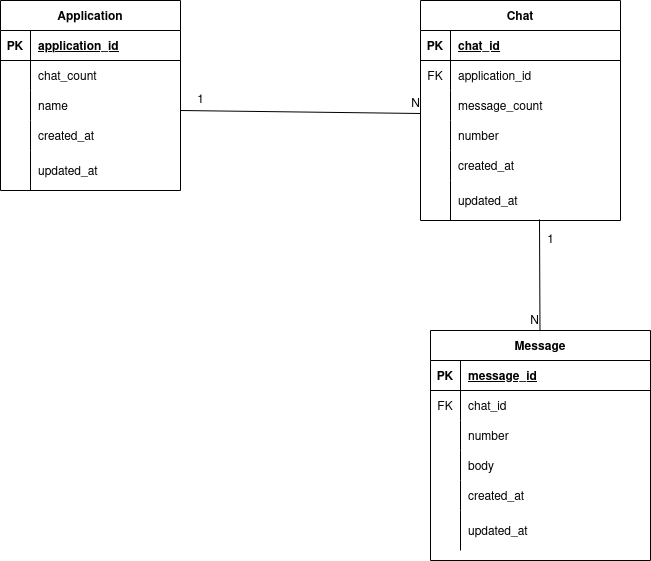 Application
PK application_id
chat_count
name
created_at
updated_at
1
N
Chat
PK chat_id
FK application_id
message_count
number
created_at
updated_at
1
N
Message
PK message_id
FK chat_id
number
body
created_at
updated_at